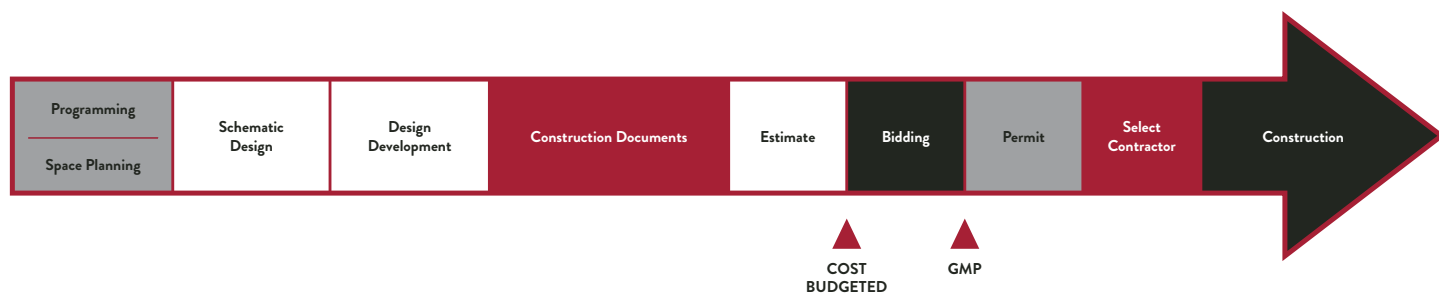 Programming
Space Planning
Schematic
Design
Design
Development
Construction Documents
Estimate
Bidding
Permit
Select
Contractor
Construction
COST
BUDGETED
GMP